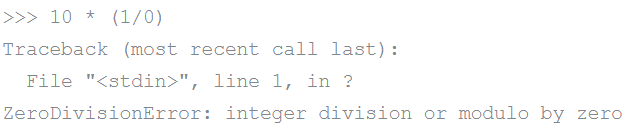 >>> 10 * (1/0)
Traceback (most recent call last):
  File "<stdin>", line 1, in ?
ZeroDivisionError: integer division or modulo by zero